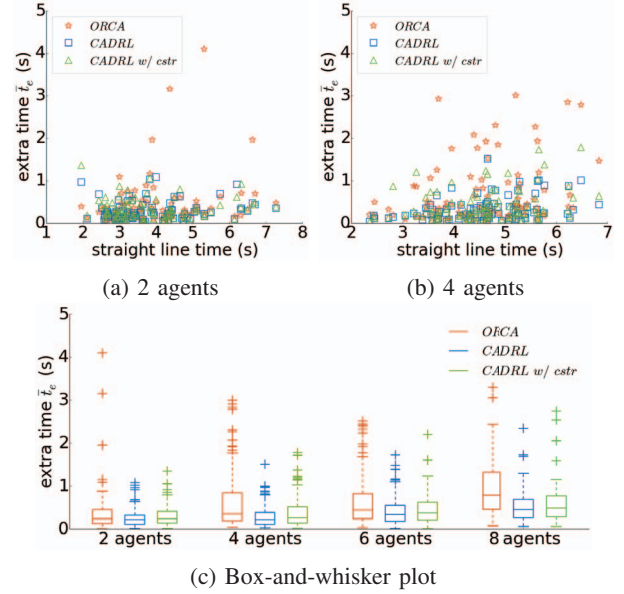 5
4
3
2
1
0
extra time t̄e (s)
ORCA
CADRL
CADRL w/ cstr
1 2 3 4 5 6 7 8
straight line time (s)
(a) 2 agents
5
4
3
2
1
0
extra time t̄e (s)
ORCA
CADRL
CADRL w/ cstr
2 3 4 5 6 7
straight line time (s)
(b) 4 agents
5
4
3
2
1
0
extra time t̄e (s)
ORCA
CADRL
CADRL w/ cstr
2 agents 4 agents 6 agents 8 agents
(c) Box-and-whisker plot